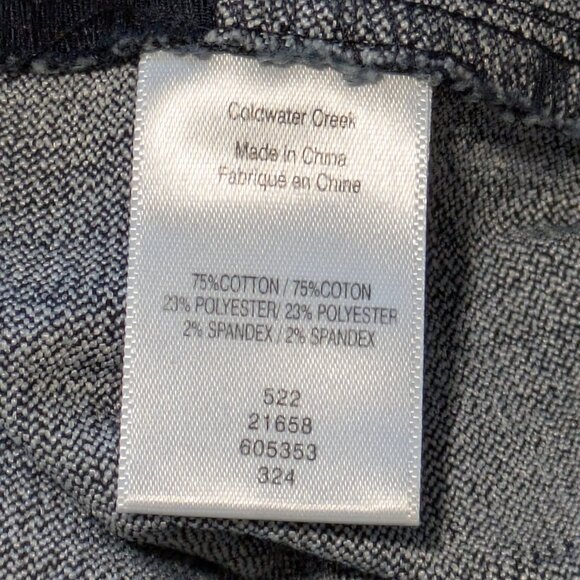 Coldwater Creek
Made in China
Fabriqué en Chine
75%COTTON / 75%COTON
23% POLYESTER/ 23% POLYESTER
2% SPANDEX / 2% SPANDEX
522
21658
605353
324